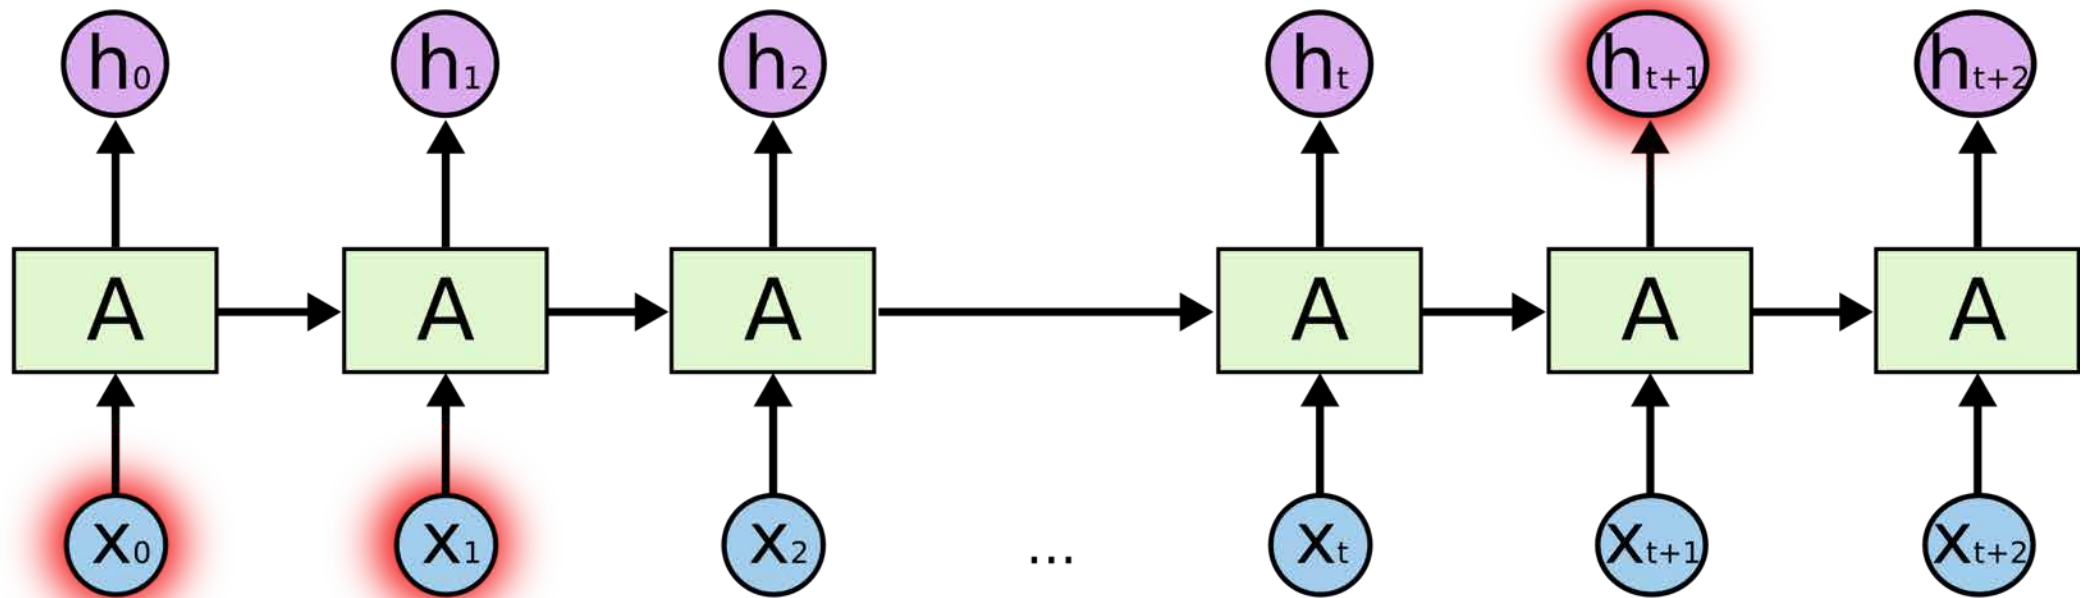 h0 h1 h2 ht ht+1 ht+2
A A A A A A
x0 x1 x2 ... xt xt+1 xt+2